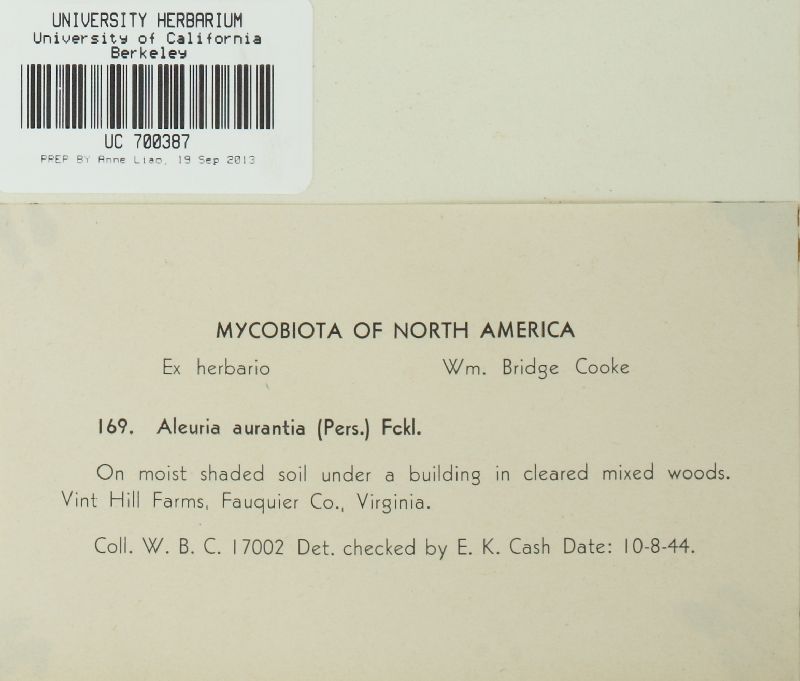 UNIVERSITY HERBARIUM
University of California
Berkeley
UC 700387
PREP BY Anne Liao, 19 Sep 2013
MYCOBIOTA OF NORTH AMERICA
Ex herbario Wm. Bridge Cooke
169. Aleuria aurantia (Pers.) Fckl.
On moist shaded soil under a building in cleared mixed woods.
Vint Hill Farms, Fauquier Co., Virginia.
Coll. W. B. C. 17002 Det. checked by E. K. Cash Date: 10-8-44.